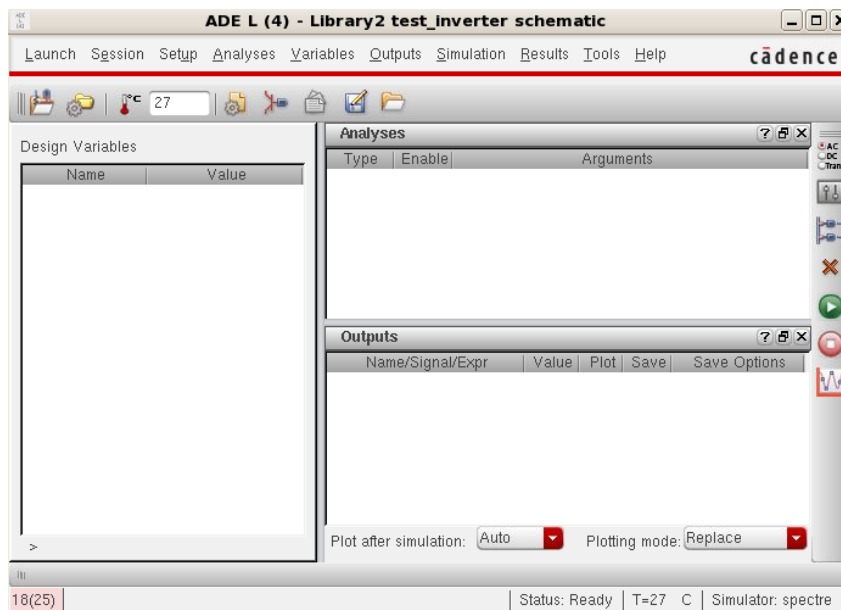 ADE L (4) - Library2 test_inverter schematic
Launch Session Setup Analyses Variables Outputs Simulation Results Tools Help cādence
°C 27
Design Variables
Name Value
Analyses
Type Enable Arguments
AC
DC
Tran
Outputs
Name/Signal/Expr Value Plot Save Save Options
>
Plot after simulation: Auto Plotting mode: Replace
18(25) Status: Ready T=27 C Simulator: spectre